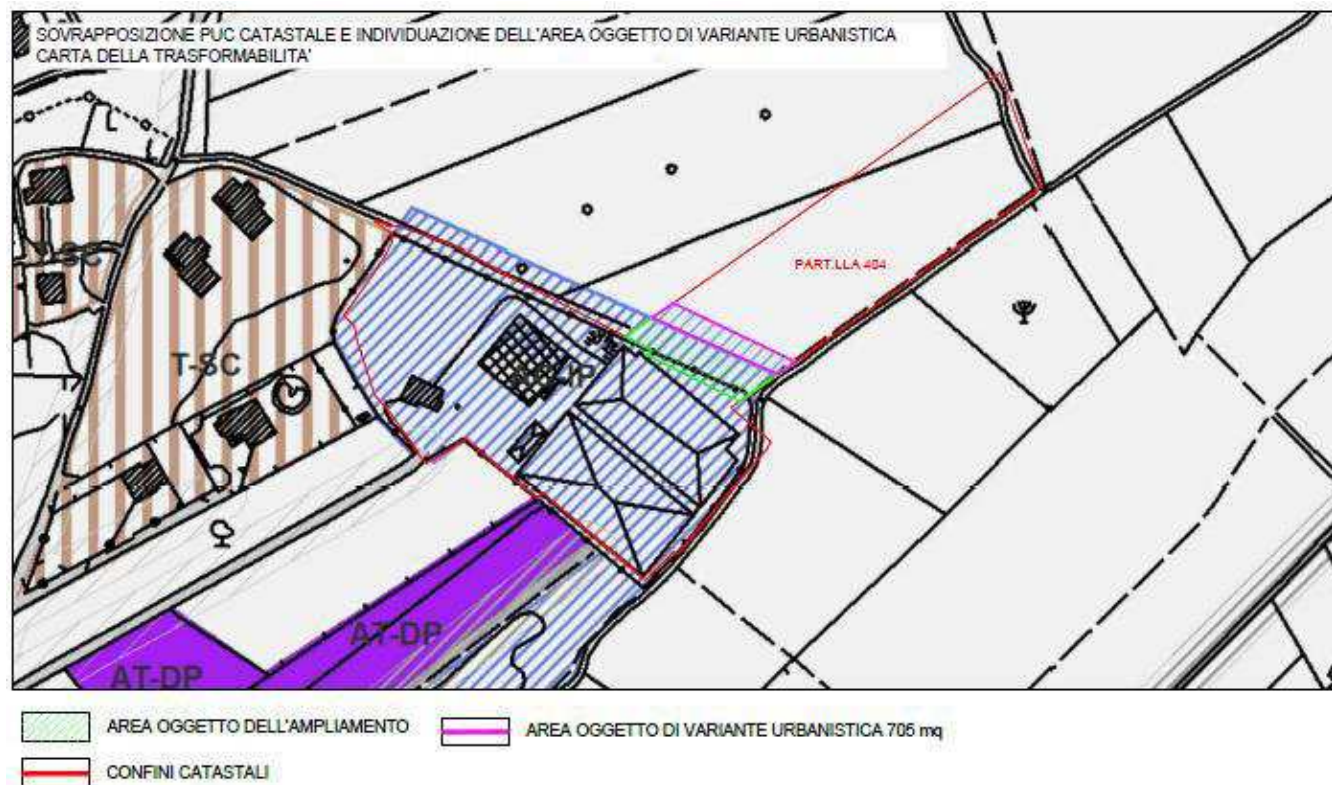 SOVRAPPOSIZIONE PUC CATASTALE E INDIVIDUAZIONE DELL'AREA OGGETTO DI VARIANTE URBANISTICA
CARTA DELLA TRASFORMABILITA'
PART.LLA 404
T-SC
AT-DP
AT-DP
AREA OGGETTO DELL'AMPLIAMENTO
AREA OGGETTO DI VARIANTE URBANISTICA 705 mq
CONFINI CATASTALI